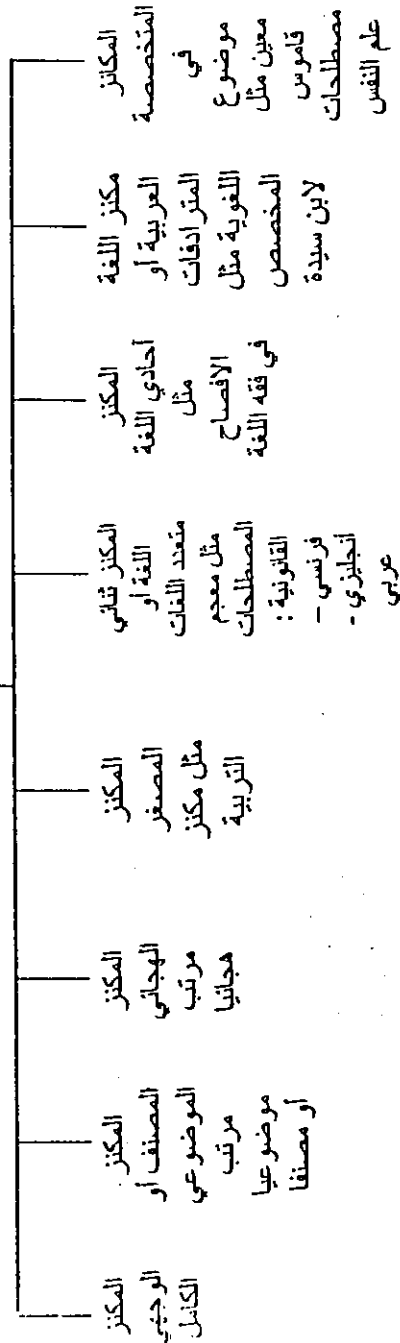 المكانز
المتخصصة
في
موضوع
معين مثل
قاموس
مصطلحات
علم النفس
مكنز اللغة
العربية أو
المترادفات
اللغوية مثل
المخصص
لابن سيدة
المكنز
أحادي اللغة
مثل
الافصاح
في فقه اللغة
المكنز ثنائي
اللغة أو
متعدد اللغات
مثل معجم
المصطلحات
القانونية :
فرنسي –
انجليزي -
عربي
المكنز
المصغر
مثل مكنز
التربية
المكنز
الهجائي
مرتب
هجائيا
المكنز
المصنف أو
الموضوعي
مرتب
موضوعيا
أو مصنفا
المكنز
الوجهي
الكامل